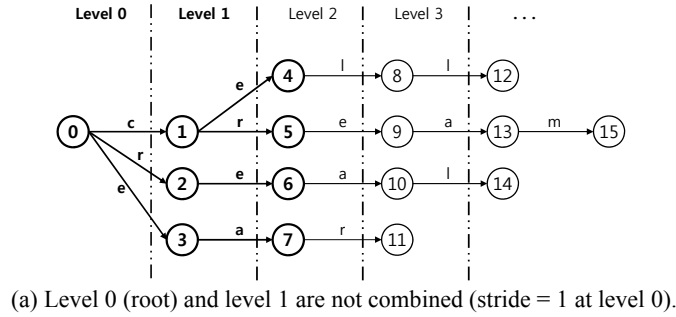 Level 0 Level 1 Level 2 Level 3 ...
4 l 8 l 12
e
0 c 1 r 5 e 9 a 13 m 15
r
e 2 e 6 a 10 l 14
3 a 7 r 11
(a) Level 0 (root) and level 1 are not combined (stride = 1 at level 0).